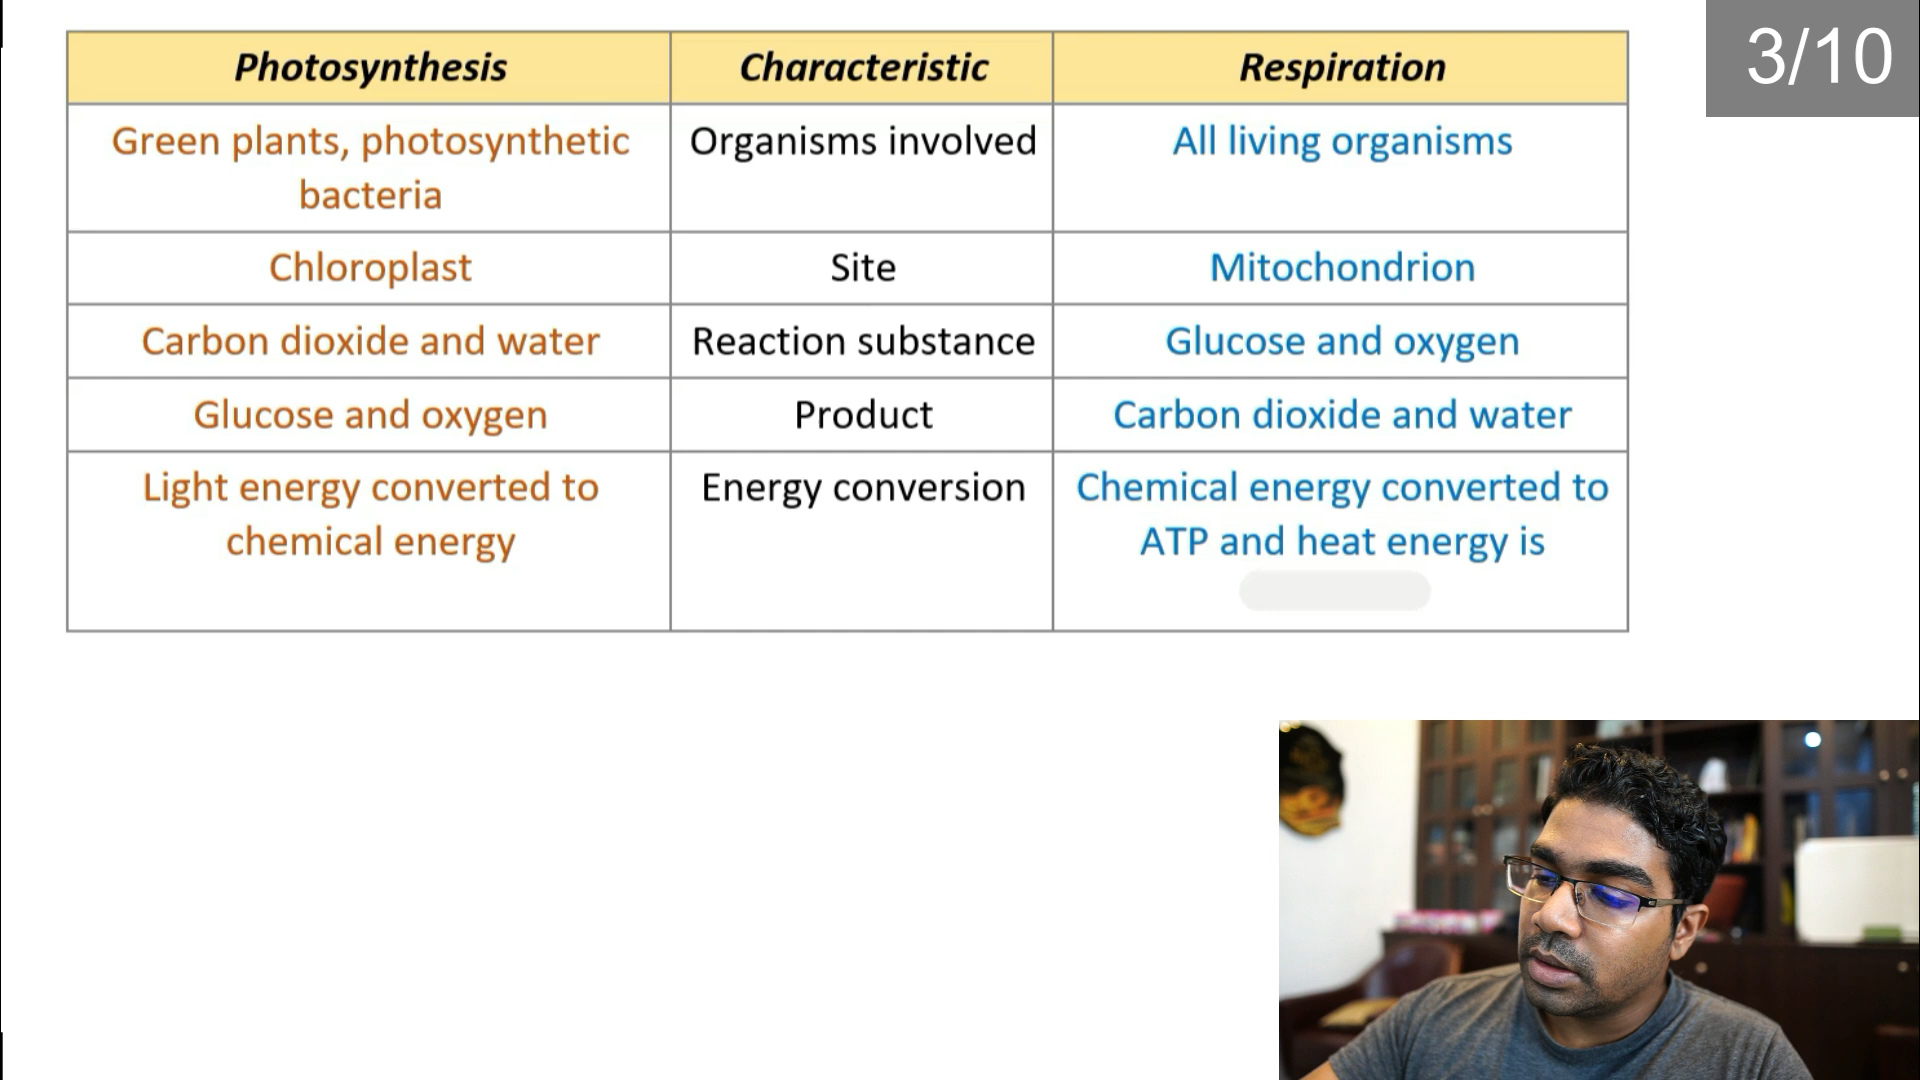 3/10
Photosynthesis Characteristic Respiration
Green plants, photosynthetic Organisms involved All living organisms
bacteria
Chloroplast Site Mitochondrion
Carbon dioxide and water Reaction substance Glucose and oxygen
Glucose and oxygen Product Carbon dioxide and water
Light energy converted to Energy conversion Chemical energy converted to
chemical energy ATP and heat energy is